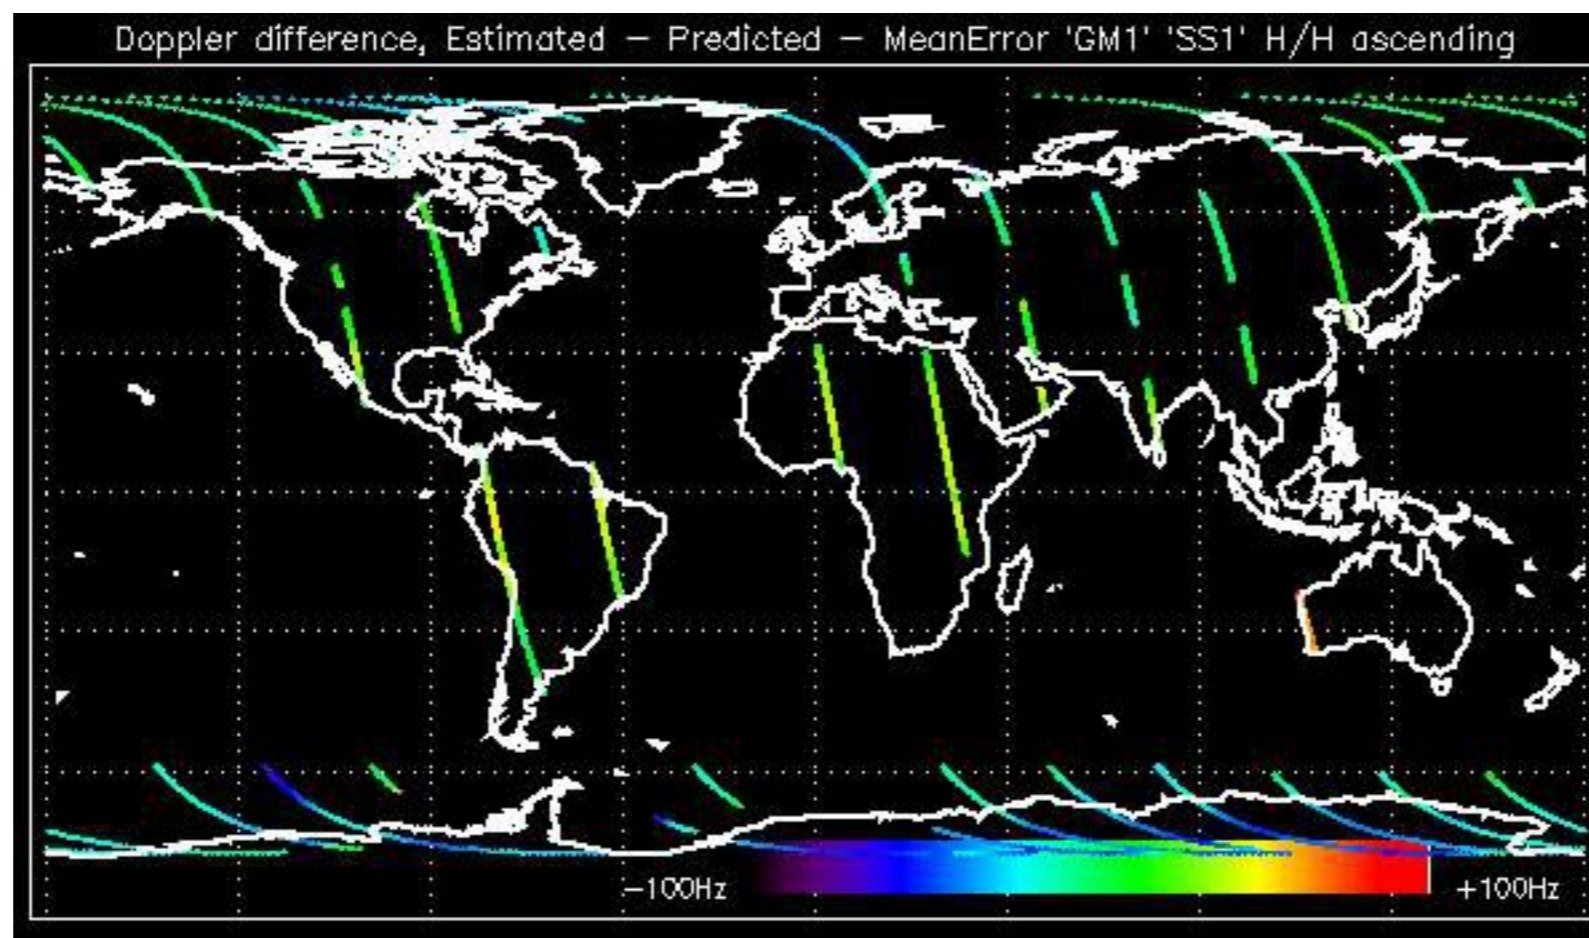 Doppler difference, Estimated – Predicted – MeanError 'GM1' 'SS1' H/H ascending
–100Hz +100Hz